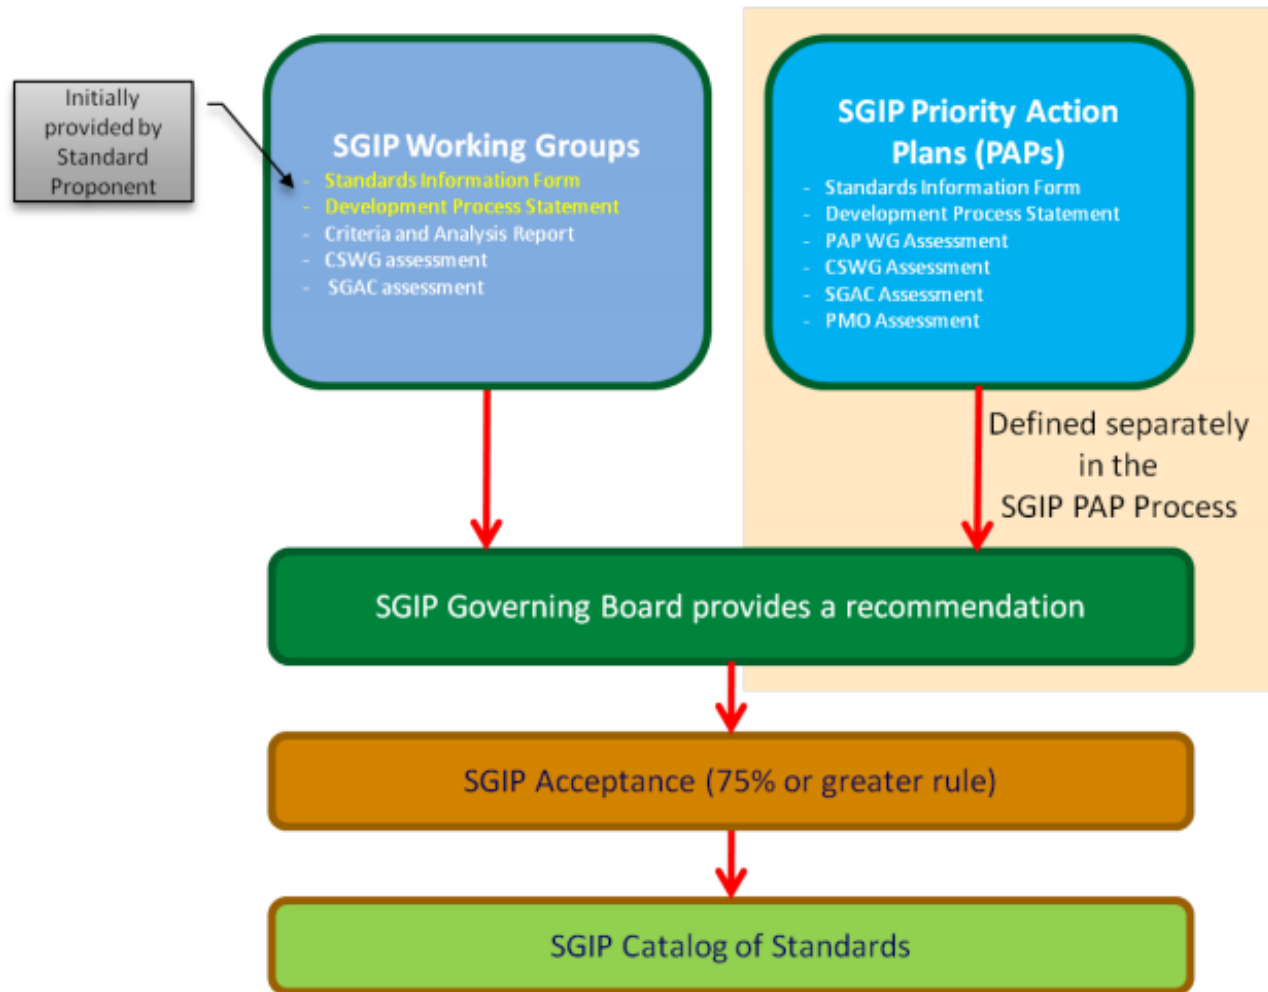 Initially
provided by
Standard
Proponent
SGIP Working Groups
- Standards Information Form
- Development Process Statement
- Criteria and Analysis Report
- CSWG assessment
- SGAC assessment
SGIP Priority Action
Plans (PAPs)
- Standards Information Form
- Development Process Statement
- PAP WG Assessment
- CSWG Assessment
- SGAC Assessment
- PMO Assessment
Defined separately
in the
SGIP PAP Process
SGIP Governing Board provides a recommendation
SGIP Acceptance (75% or greater rule)
SGIP Catalog of Standards